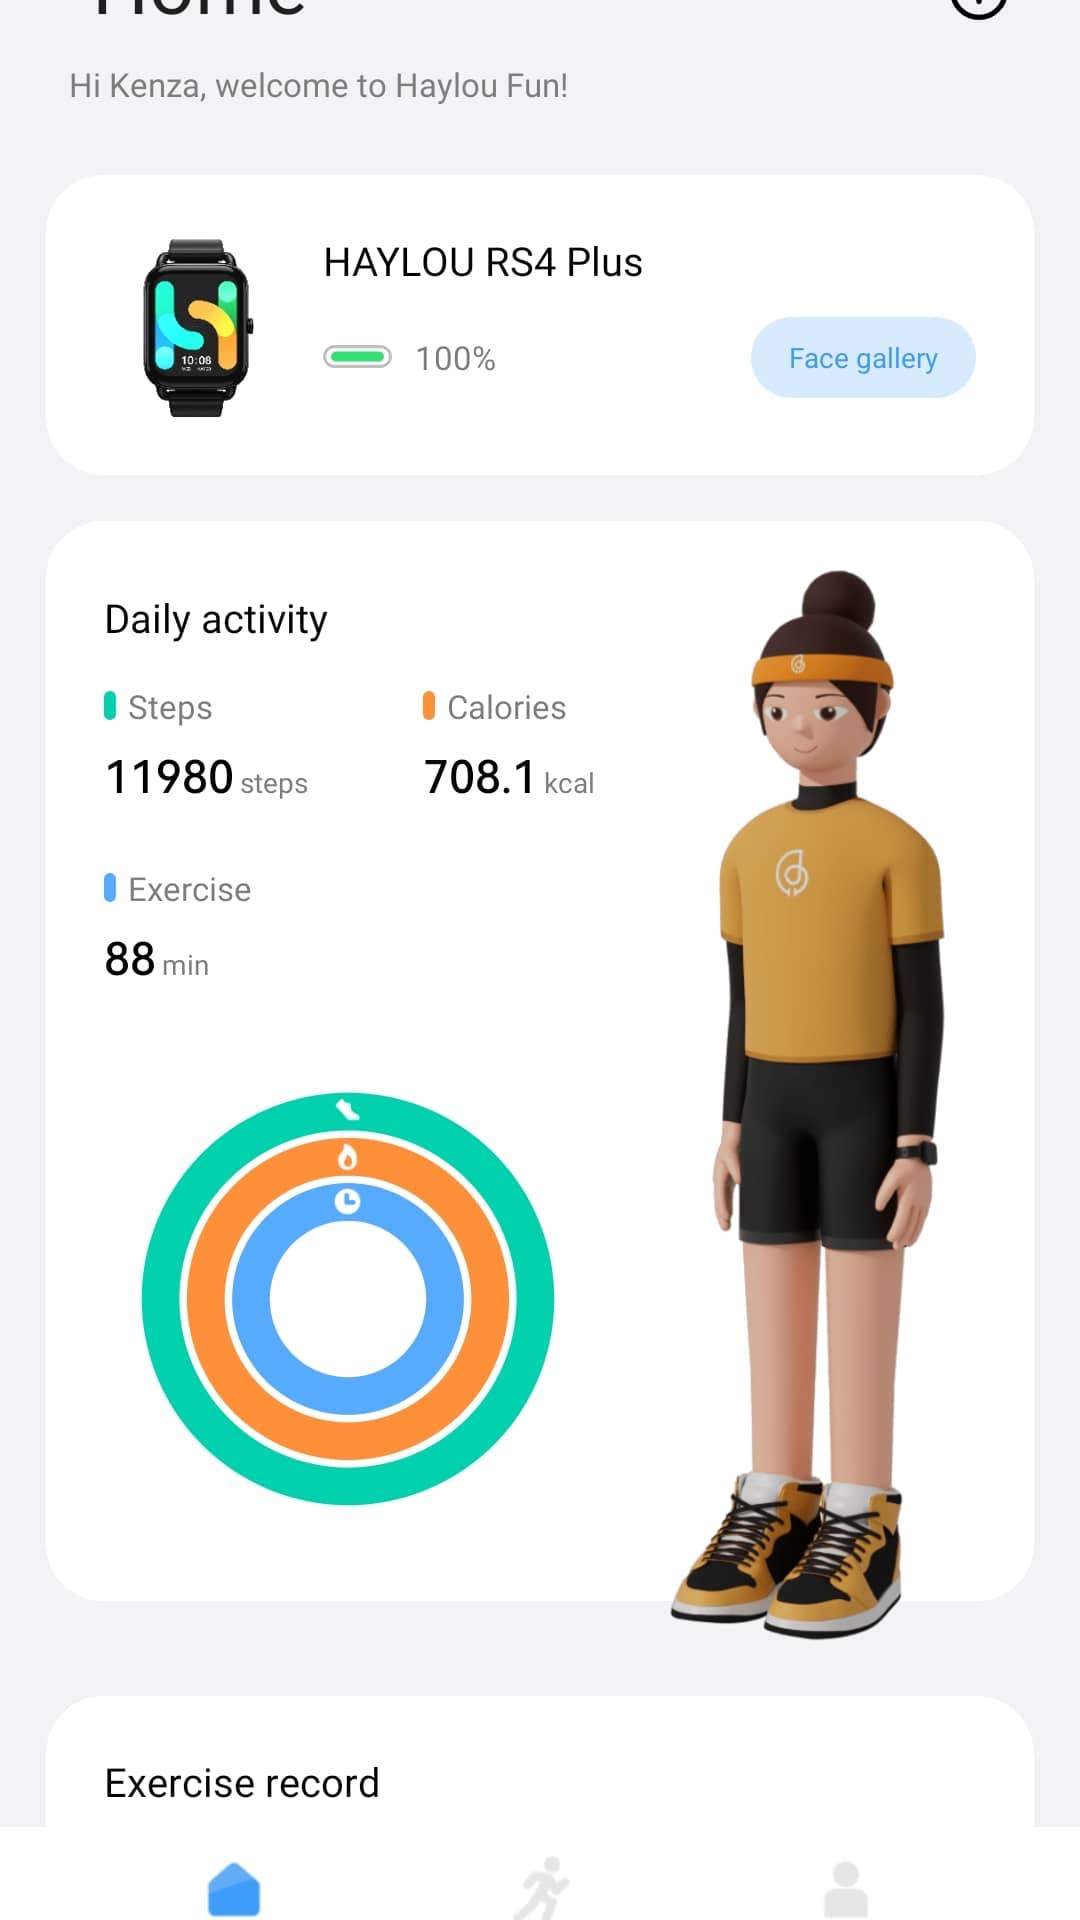 Home
Hi Kenza, welcome to Haylou Fun!
HAYLOU RS4 Plus
10:08
100%
Face gallery
Daily activity
Steps
Calories
11980 steps
708.1 kcal
Exercise
88 min
Exercise record